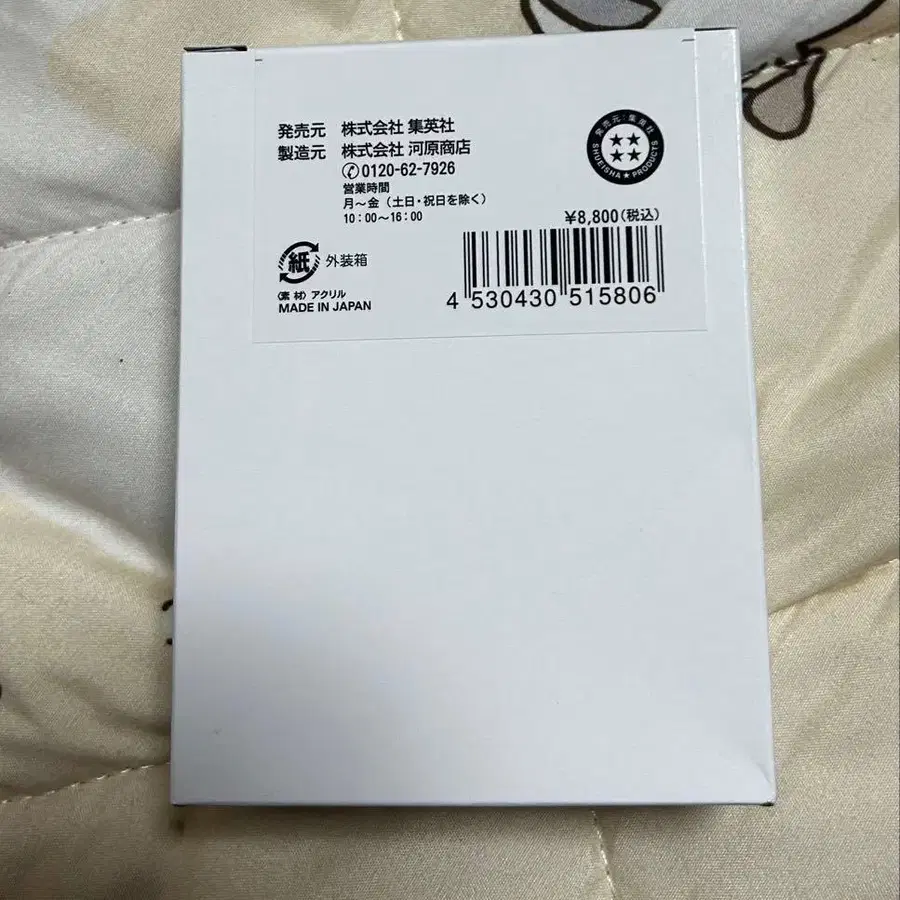 発売元 株式会社 集英社
製造元 株式会社 河原商店
✆0120-62-7926
営業時間
月～金（土日・祝日を除く）
10：00～16：00
発売元：集英社
SHUEISHA★PRODUCTS
¥8,800(税込)
紙 外装箱
〈素 材〉アクリル
MADE IN JAPAN
4 530430 515806